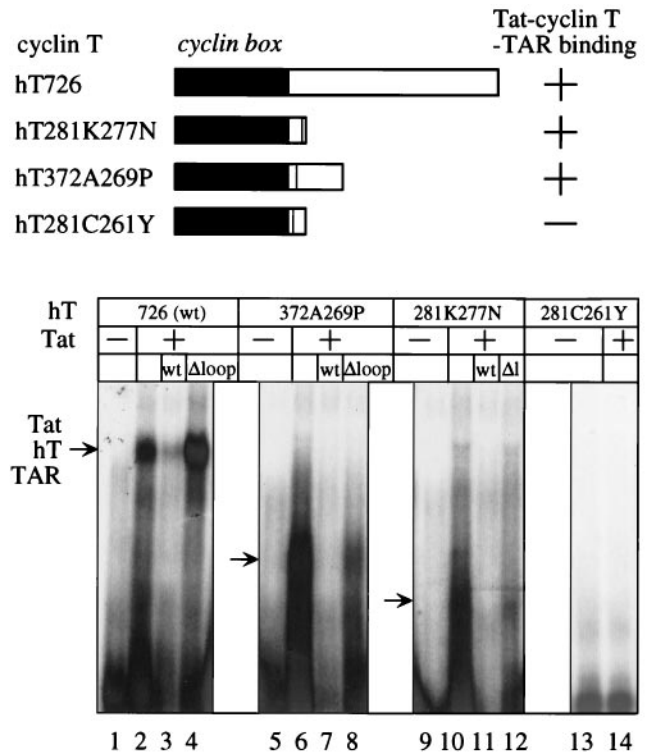 cyclin T cyclin box Tat-cyclin T
-TAR binding
hT726 +
hT281K277N +
hT372A269P +
hT281C261Y —
hT 726 (wt) 372A269P 281K277N 281C261Y
Tat — + — + — + — +
wt Δloop wt Δloop wt Δl
Tat
hT
TAR
1 2 3 4 5 6 7 8 9 10 11 12 13 14